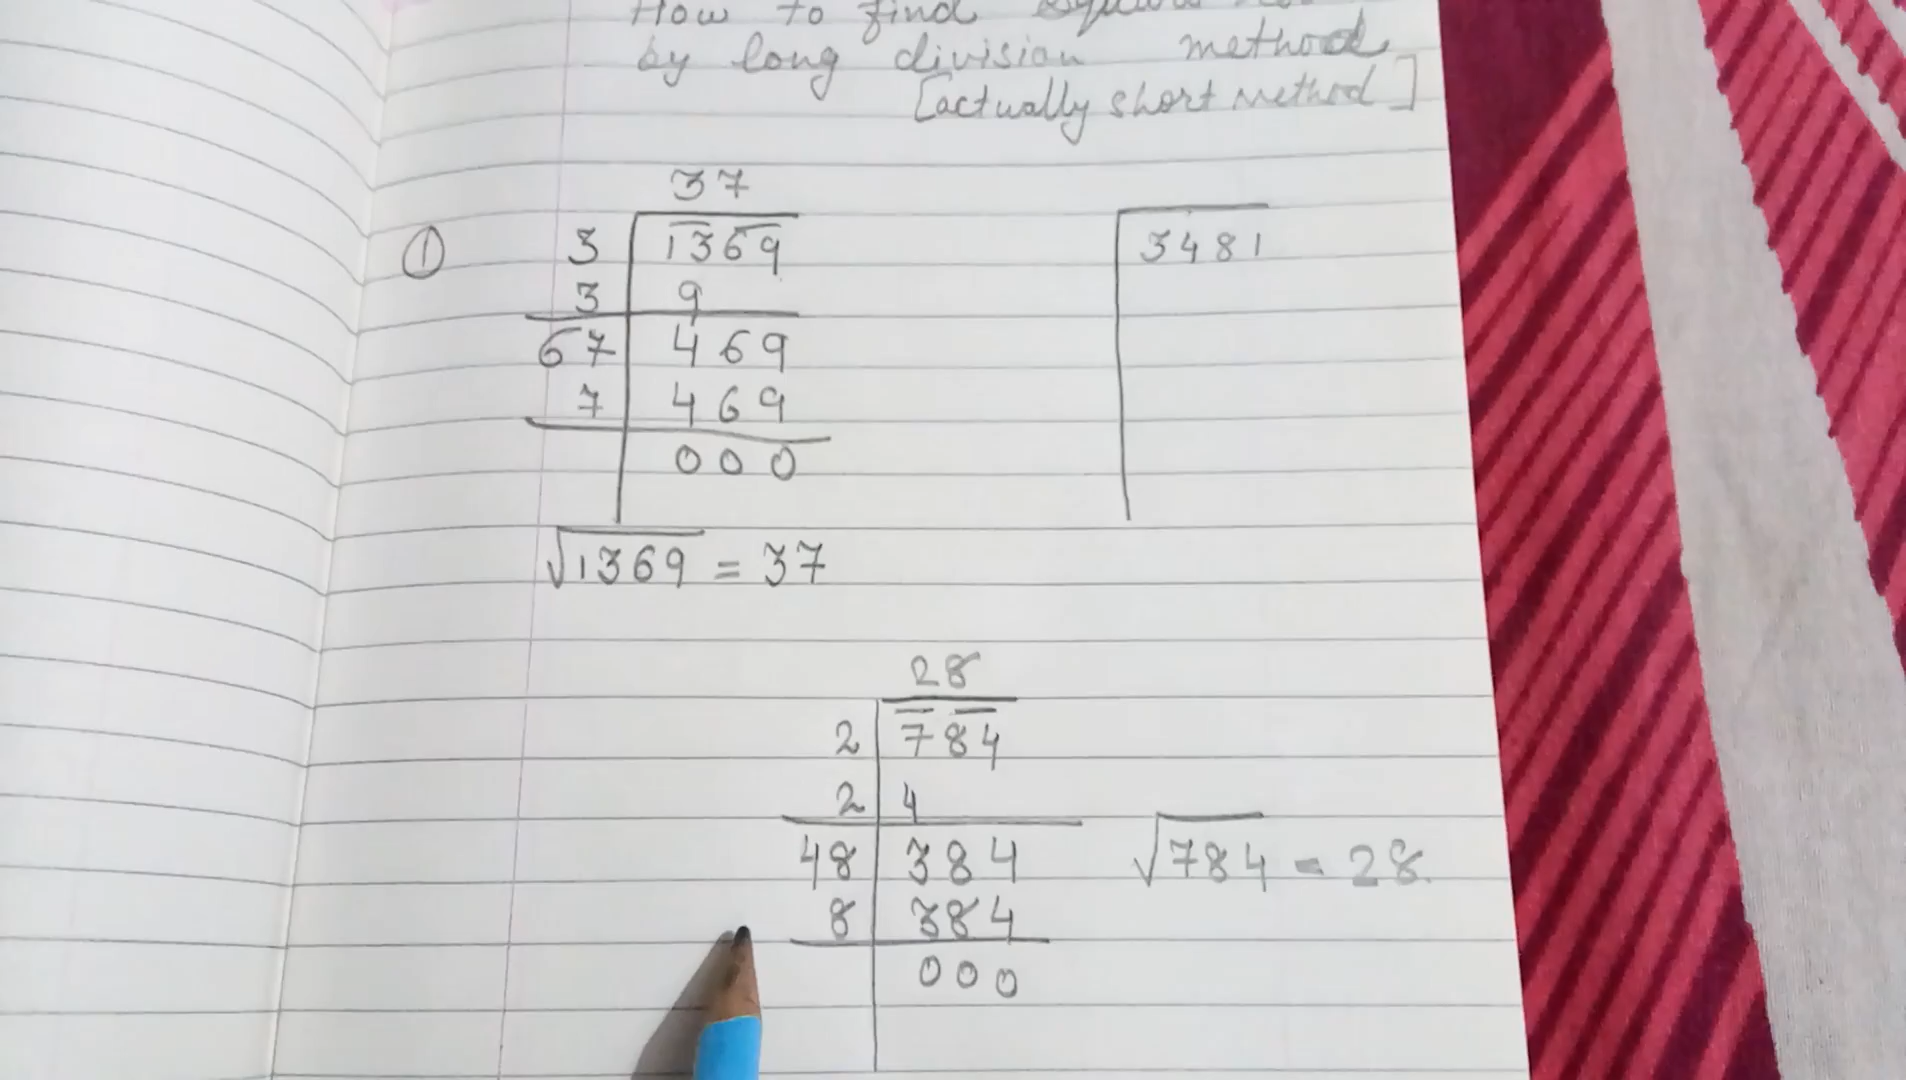 How to find
by long division method
[actually short method]
37
① 3 1369
3 9
67 469
7 469
000
√1369 = 37
3481
28
2 784
2 4
48 384
8 384
000
√784 = 28.